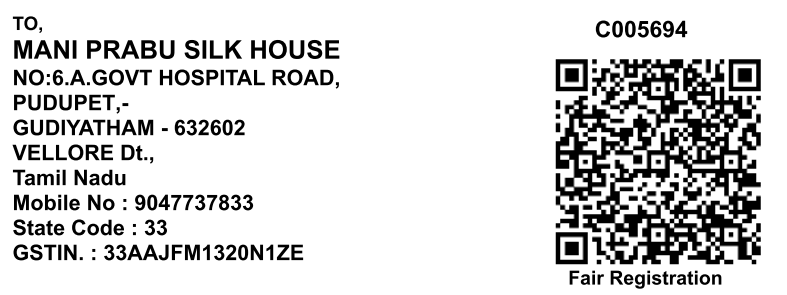 TO,
MANI PRABU SILK HOUSE
NO:6.A.GOVT HOSPITAL ROAD,
PUDUPET,-
GUDIYATHAM - 632602
VELLORE Dt.,
Tamil Nadu
Mobile No : 9047737833
State Code : 33
GSTIN. : 33AAJFM1320N1ZE
C005694
Fair Registration